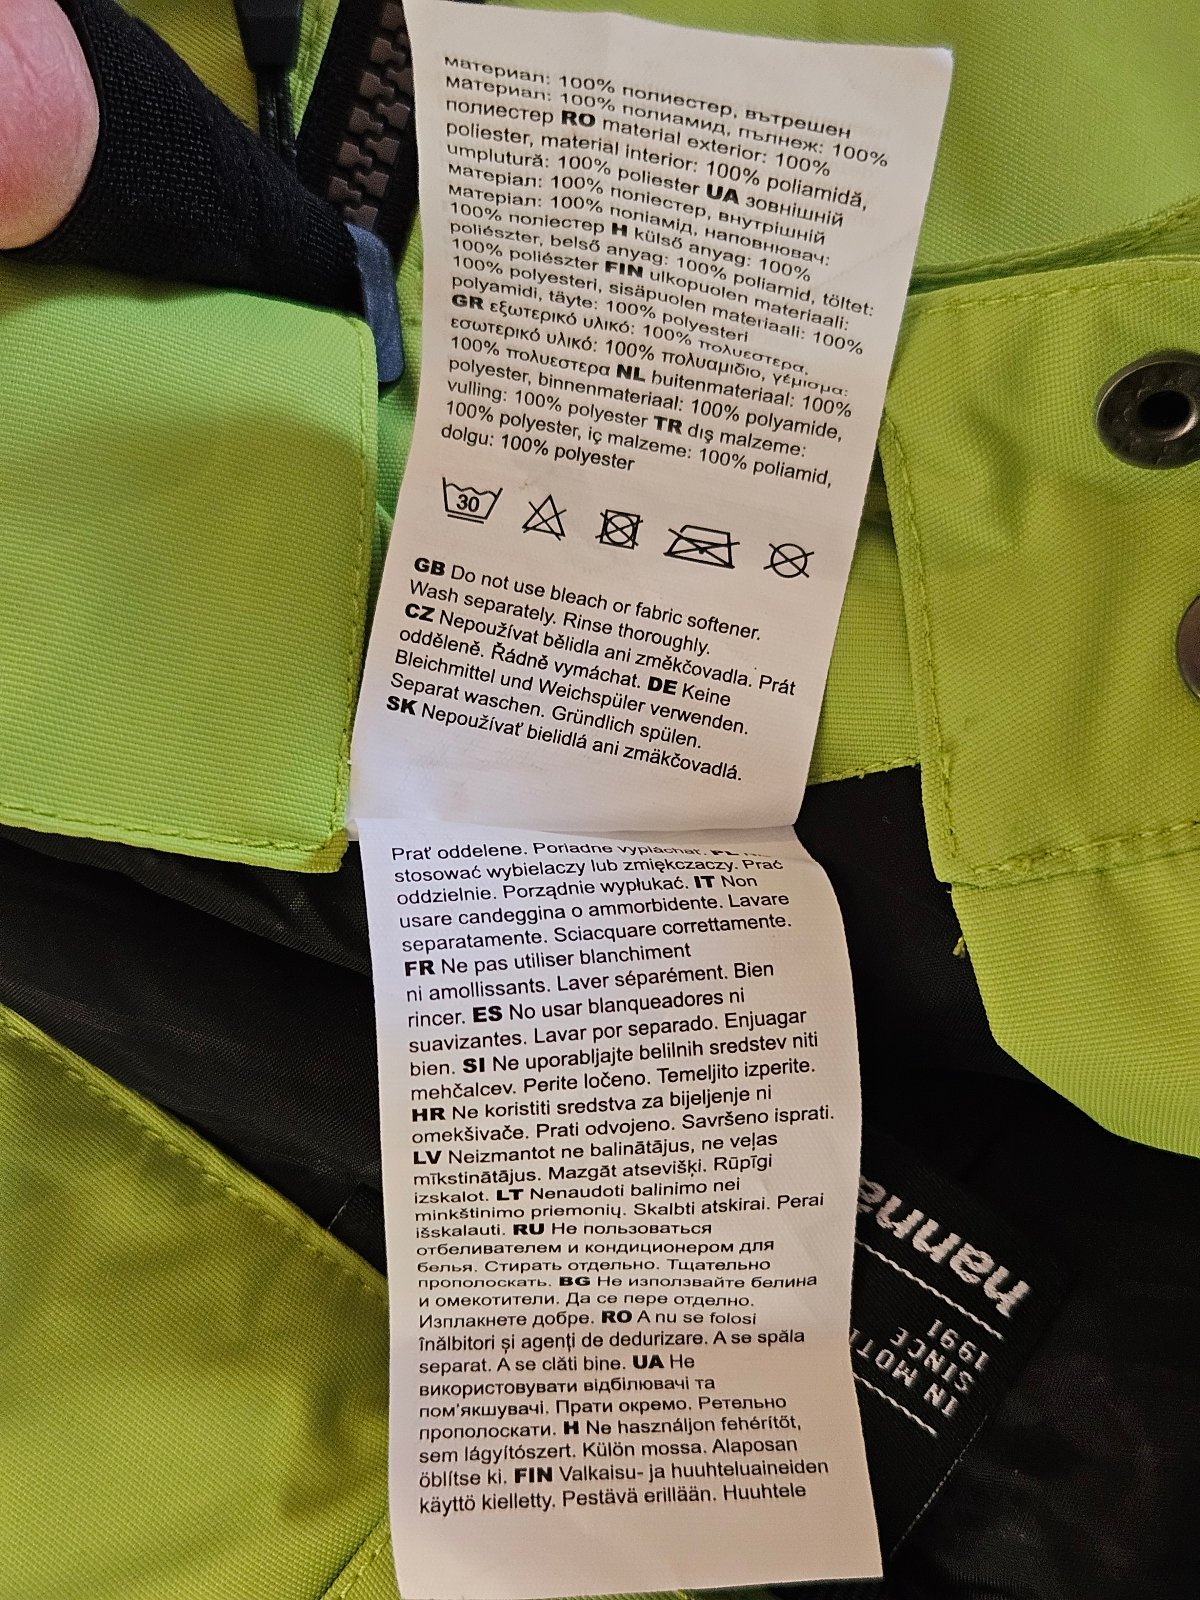 материал: 100% полиестер, вътрешен
материал: 100% полиамид, пълнеж: 100%
полиестер RO material exterior: 100%
poliester, material interior: 100% poliamidă,
umplutură: 100% poliester UA зовнішній
матеріал: 100% поліестер, внутрішній
матеріал: 100% поліамід, наповнювач:
100% поліестер H külső anyag: 100%
poliészter, belső anyag: 100% poliamid, töltet:
100% poliészter FIN ulkopuolen materiaali:
100% polyesteri, sisäpuolen materiaali: 100%
polyamidi, täyte: 100% polyesteri
GR εξωτερικό υλικό: 100% πολυεστερα.
εσωτερικό υλικό: 100% πολυαμιδιο, γέμισμα:
100% πολυεστερα NL buitenmateriaal: 100%
polyester, binnenmateriaal: 100% polyamide,
vulling: 100% polyester TR dış malzeme:
100% polyester, iç malzeme: 100% poliamid,
dolgu: 100% polyester
30
GB Do not use bleach or fabric softener.
Wash separately. Rinse thoroughly.
CZ Nepoužívat bělidla ani změkčovadla. Prát
odděleně. Řádně vymáchat. DE Keine
Bleichmittel und Weichspüler verwenden.
Separat waschen. Gründlich spülen.
SK Nepoužívať bielidlá ani zmäkčovadlá.
Prať oddelene. Poriadne vypláchať. PL
stosować wybielaczy lub zmiękczaczy. Prać
oddzielnie. Porządnie wypłukać. IT Non
usare candeggina o ammorbidente. Lavare
separatamente. Sciacquare correttamente.
FR Ne pas utiliser blanchiment
ni amollissants. Laver séparément. Bien
rincer. ES No usar blanqueadores ni
suavizantes. Lavar por separado. Enjuagar
bien. SI Ne uporabljajte belilnih sredstev niti
mehčalcev. Perite ločeno. Temeljito izperite.
HR Ne koristiti sredstva za bijeljenje ni
omekšivače. Prati odvojeno. Savršeno isprati.
LV Neizmantot ne balinātājus, ne veļas
mīkstinātājus. Mazgāt atsevišķi. Rūpīgi
izskalot. LT Nenaudoti balinimo nei
minkštinimo priemonių. Skalbti atskirai. Perai
išskalauti. RU Не пользоваться
отбеливателем и кондиционером для
белья. Стирать отдельно. Тщательно
прополоскать. BG Не използвайте белина
и омекотители. Да се пере отделно.
Изплакнете добре. RO A nu se folosi
înălbitori și agenți de dedurizare. A se spăla
separat. A se clăti bine. UA Не
використовувати відбілювачі та
пом'якшувачі. Прати окремо. Ретельно
прополоскати. H Ne használjon fehérítőt,
sem lágyítószert. Külön mossa. Alaposan
öblítse ki. FIN Valkaisu- ja huuhteluaineiden
käyttö kielletty. Pestävä erillään. Huuhtele
hanna
IN MOTI
SINCE
1991